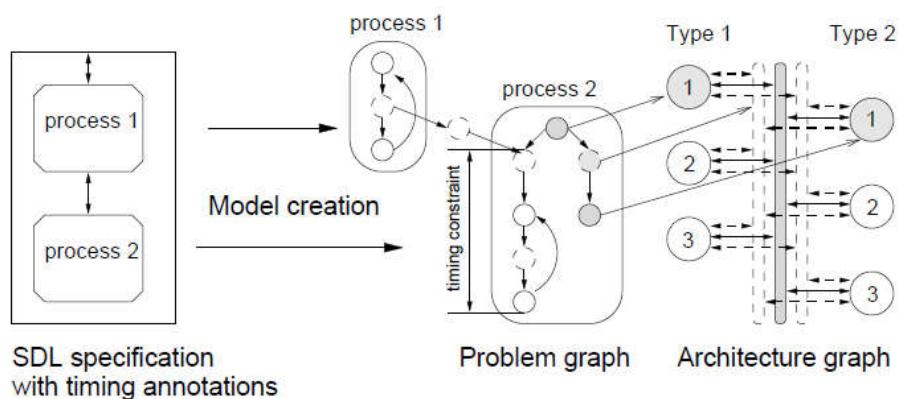 process 1
process 2
SDL specification
with timing annotations
Model creation
process 1
process 2
timing constraint
Problem graph
Type 1
Type 2
1
1
2
2
3
3
Architecture graph